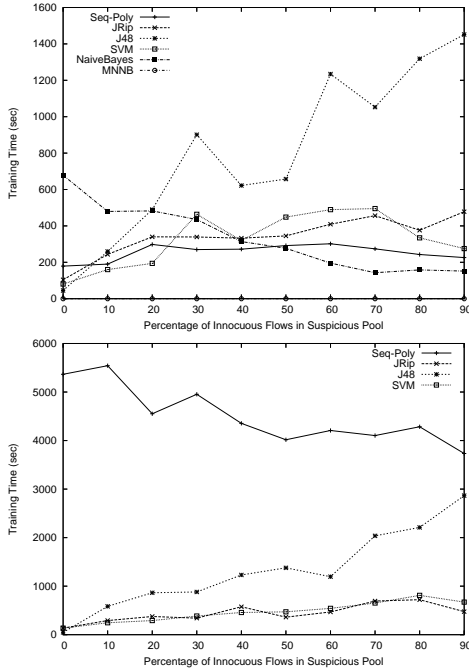 1600
1400
1200
1000
800
600
400
200
0
Training Time (sec)
Seq-Poly
JRip
J48
SVM
NaiveBayes
MNNB
0 10 20 30 40 50 60 70 80 90
Percentage of Innocuous Flows in Suspicious Pool
6000
5000
4000
3000
2000
1000
0
Training Time (sec)
Seq-Poly
JRip
J48
SVM
0 10 20 30 40 50 60 70 80 90
Percentage of Innocuous Flows in Suspicious Pool